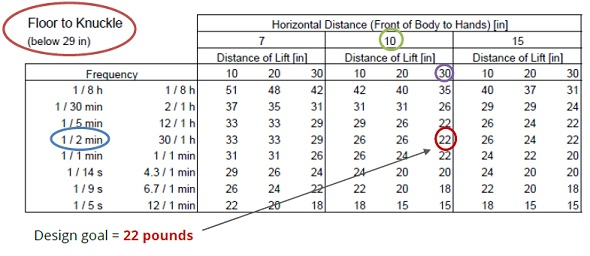 Floor to Knuckle
(below 29 in)
Horizontal Distance (Front of Body to Hands) [in]
7 10 15
Distance of Lift [in] Distance of Lift [in] Distance of Lift [in]
Frequency 10 20 30 10 20 30 10 20 30
1 / 8 h 1 / 8 h 51 48 42 42 40 35 40 37 31
1 / 30 min 2 / 1 h 37 35 31 31 31 26 29 29 24
1 / 5 min 12 / 1 h 33 33 29 29 26 22 26 24 22
1 / 2 min 30 / 1 h 33 33 29 26 26 22 26 24 22
1 / 1 min 1 / 1 min 31 31 26 26 24 22 24 22 20
1 / 14 s 4.3 / 1 min 29 26 24 24 20 20 24 20 20
1 / 9 s 6.7 / 1 min 26 24 22 22 20 18 22 20 18
1 / 5 s 12 / 1 min 22 20 18 18 15 15 18 15 15
Design goal = 22 pounds